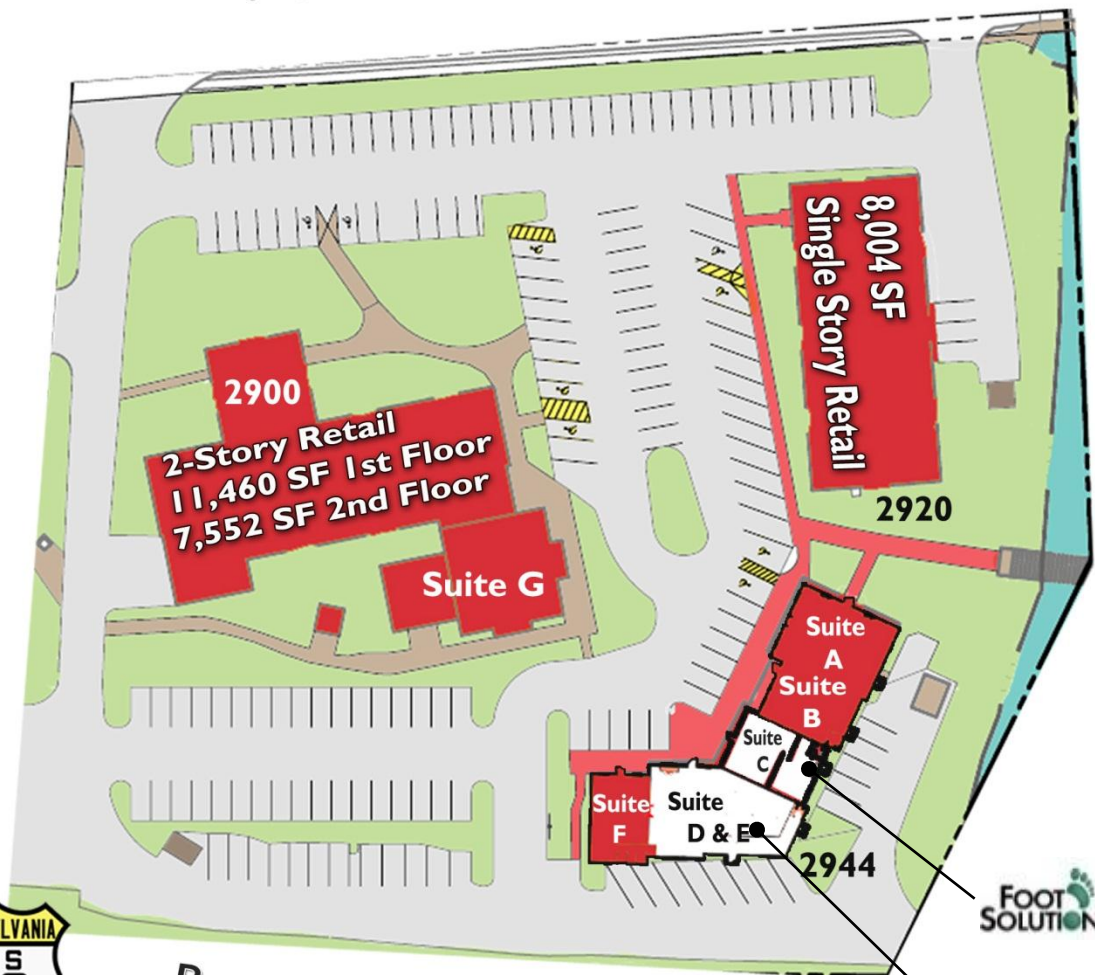 8,004 SF
Single Story Retail
2900
2-Story Retail
11,460 SF 1st Floor
7,552 SF 2nd Floor
2920
Suite G
Suite
A
Suite
B
Suite
C
Suite
F
Suite
D & E
2944
FOOT
SOLUTION
LVANIA
S